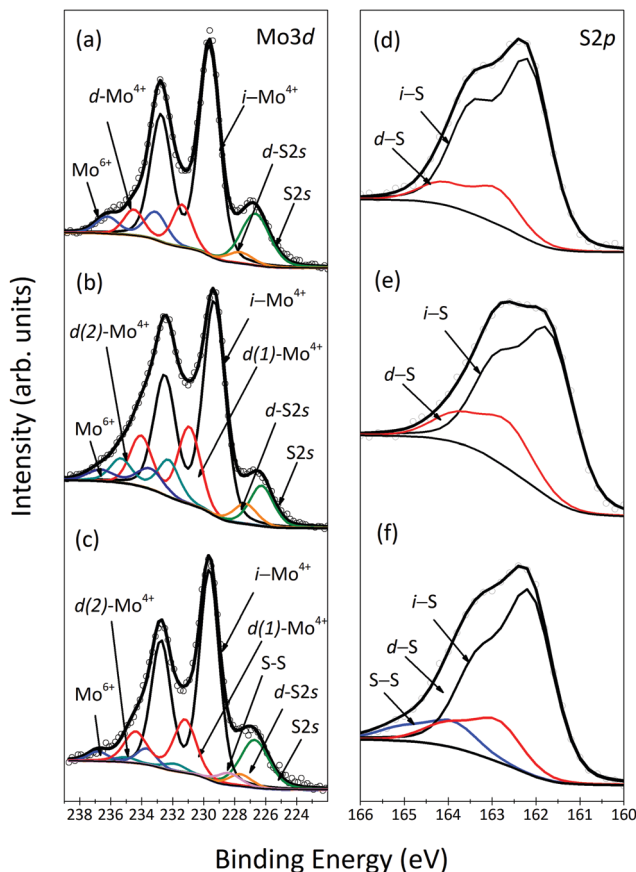 (a) Mo3d
d-Mo⁴⁺
i–Mo⁴⁺
Mo⁶⁺
d-S2s
S2s
(b)
i–Mo⁴⁺
d(2)-Mo⁴⁺
d(1)-Mo⁴⁺
d-S2s
Mo⁶⁺
S2s
(c)
i–Mo⁴⁺
d(2)-Mo⁴⁺
d(1)-Mo⁴⁺
S-S
Mo⁶⁺
d-S2s
S2s
238 236 234 232 230 228 226 224
(d) S2p
i–S
d–S
(e)
i–S
d–S
(f)
i–S
d–S
S–S
166 165 164 163 162 161 160
Intensity (arb. units)
Binding Energy (eV)